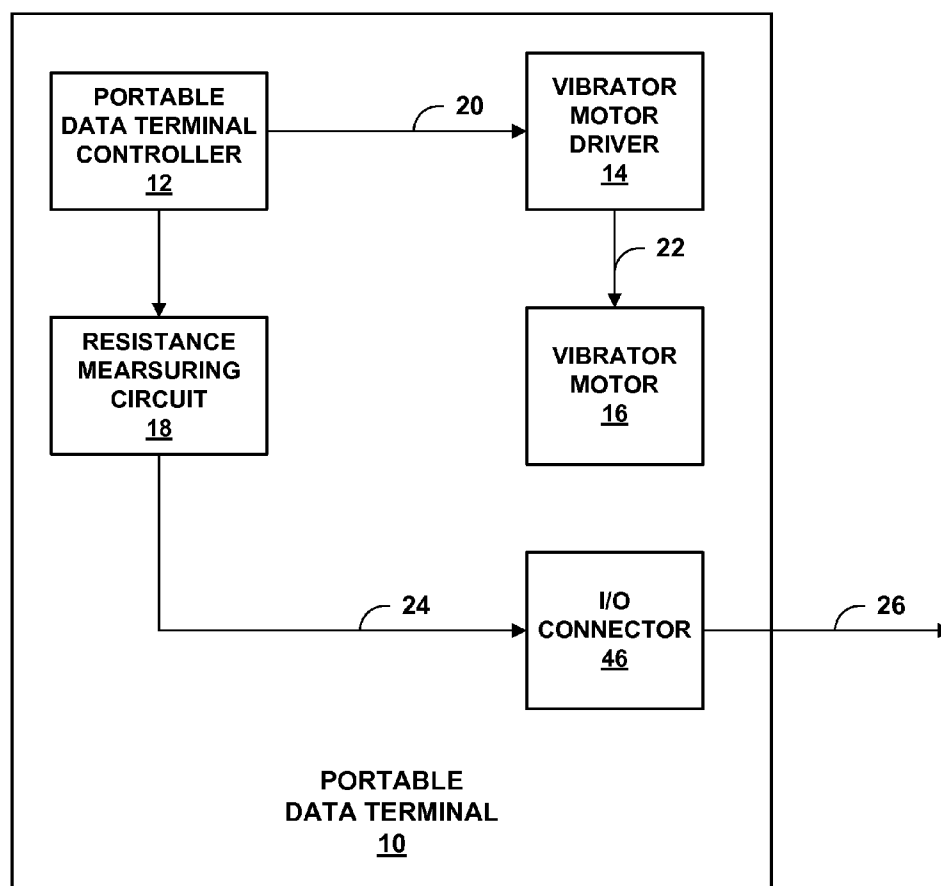 PORTABLE
DATA TERMINAL
CONTROLLER
12
20
VIBRATOR
MOTOR
DRIVER
14
22
RESISTANCE
MEARSURING
CIRCUIT
18
VIBRATOR
MOTOR
16
24
I/O
CONNECTOR
46
26
PORTABLE
DATA TERMINAL
10